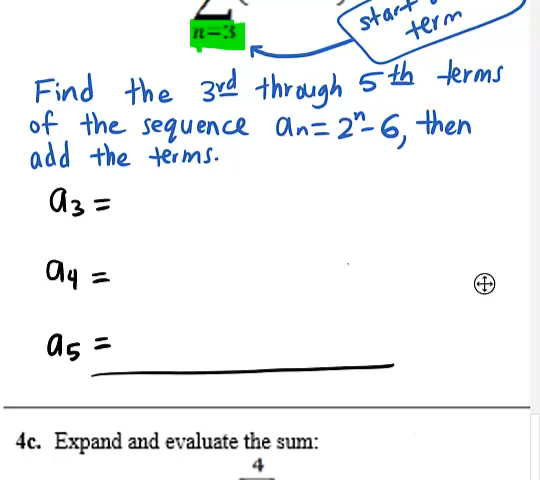 n=3
start
term
Find the 3rd through 5th terms
of the sequence an = 2ⁿ - 6, then
add the terms.
a3 =
a4 =
a5 =
4c. Expand and evaluate the sum:
4